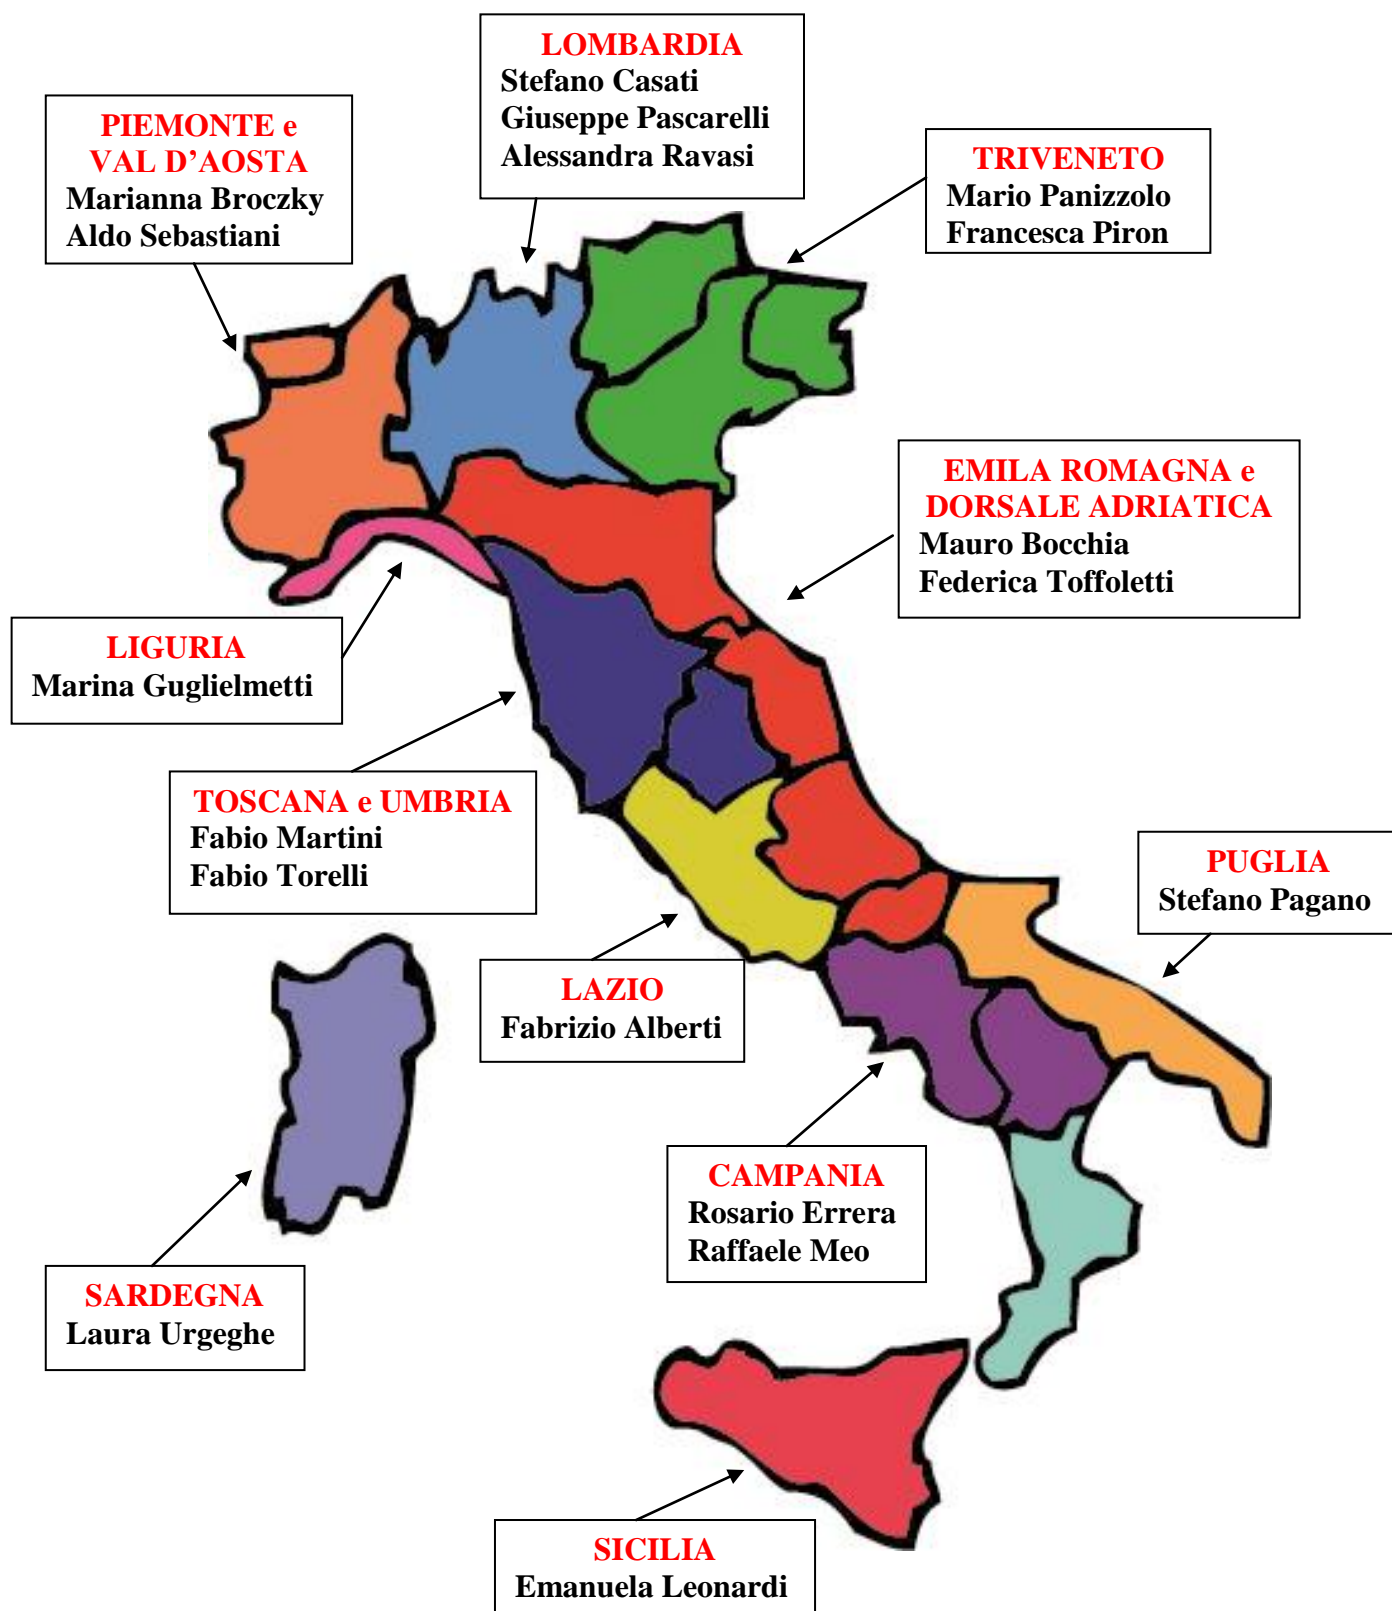 LOMBARDIA
Stefano Casati
Giuseppe Pascarelli
Alessandra Ravasi
PIEMONTE e
VAL D’AOSTA
Marianna Broczky
Aldo Sebastiani
TRIVENETO
Mario Panizzolo
Francesca Piron
EMILA ROMAGNA e
DORSALE ADRIATICA
Mauro Bocchia
Federica Toffoletti
LIGURIA
Marina Guglielmetti
TOSCANA e UMBRIA
Fabio Martini
Fabio Torelli
PUGLIA
Stefano Pagano
LAZIO
Fabrizio Alberti
CAMPANIA
Rosario Errera
Raffaele Meo
SARDEGNA
Laura Urgeghe
SICILIA
Emanuela Leonardi